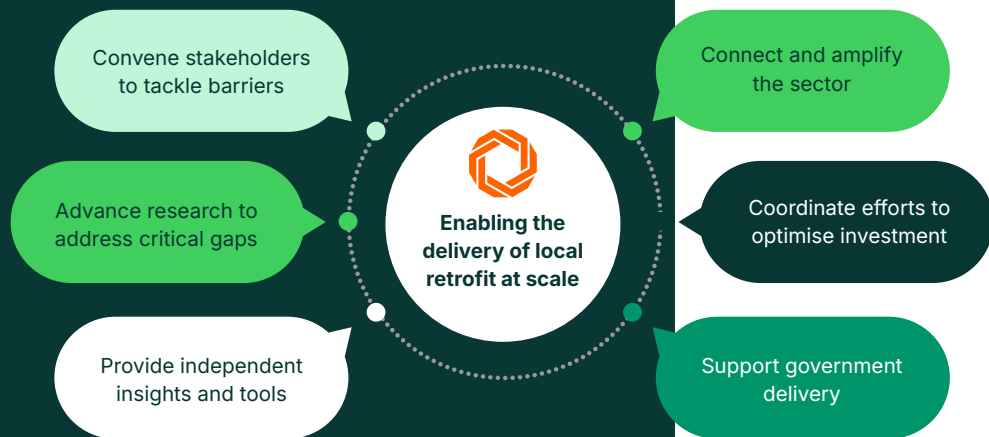 Convene stakeholders
to tackle barriers
Connect and amplify
the sector
Advance research to
address critical gaps
Enabling the
delivery of local
retrofit at scale
Coordinate efforts to
optimise investment
Provide independent
insights and tools
Support government
delivery